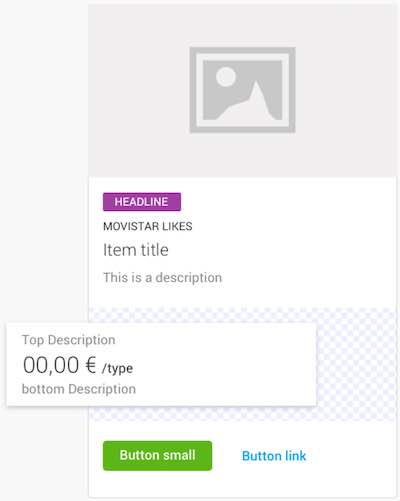 HEADLINE
MOVISTAR LIKES
Item title
This is a description
Top Description
00,00 € /type
bottom Description
Button small
Button link